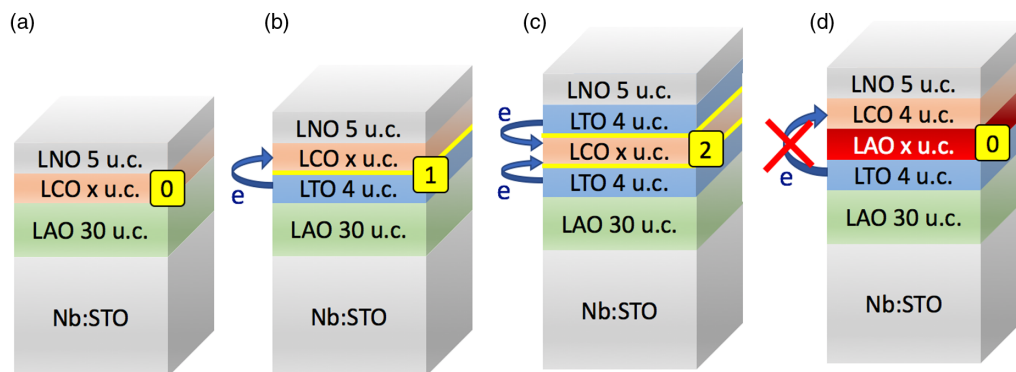 (a)
LNO 5 u.c.
LCO x u.c.
0
LAO 30 u.c.
Nb:STO
(b)
LNO 5 u.c.
LCO x u.c.
1
e
LTO 4 u.c.
LAO 30 u.c.
Nb:STO
(c)
LNO 5 u.c.
e
LTO 4 u.c.
LCO x u.c.
2
e
LTO 4 u.c.
LAO 30 u.c.
Nb:STO
(d)
LNO 5 u.c.
LCO 4 u.c.
LAO x u.c.
0
e
LTO 4 u.c.
LAO 30 u.c.
Nb:STO